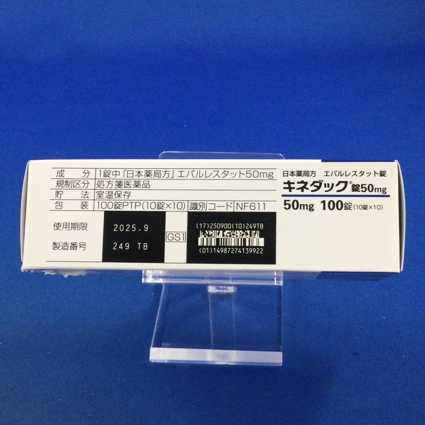 成分 1錠中「日本薬局方」エパルレスタット50mg
規制区分 処方箋医薬品
貯法 室温保存
包装 100錠PTP(10錠×10) 識別コード NF611
使用期限 2025.9
製造番号 249 TB
GS1
(17)250900(10)249TB
(01)14987274139922
日本薬局方 エパルレスタット錠
キネダック錠50mg
50mg 100錠(10錠×10)